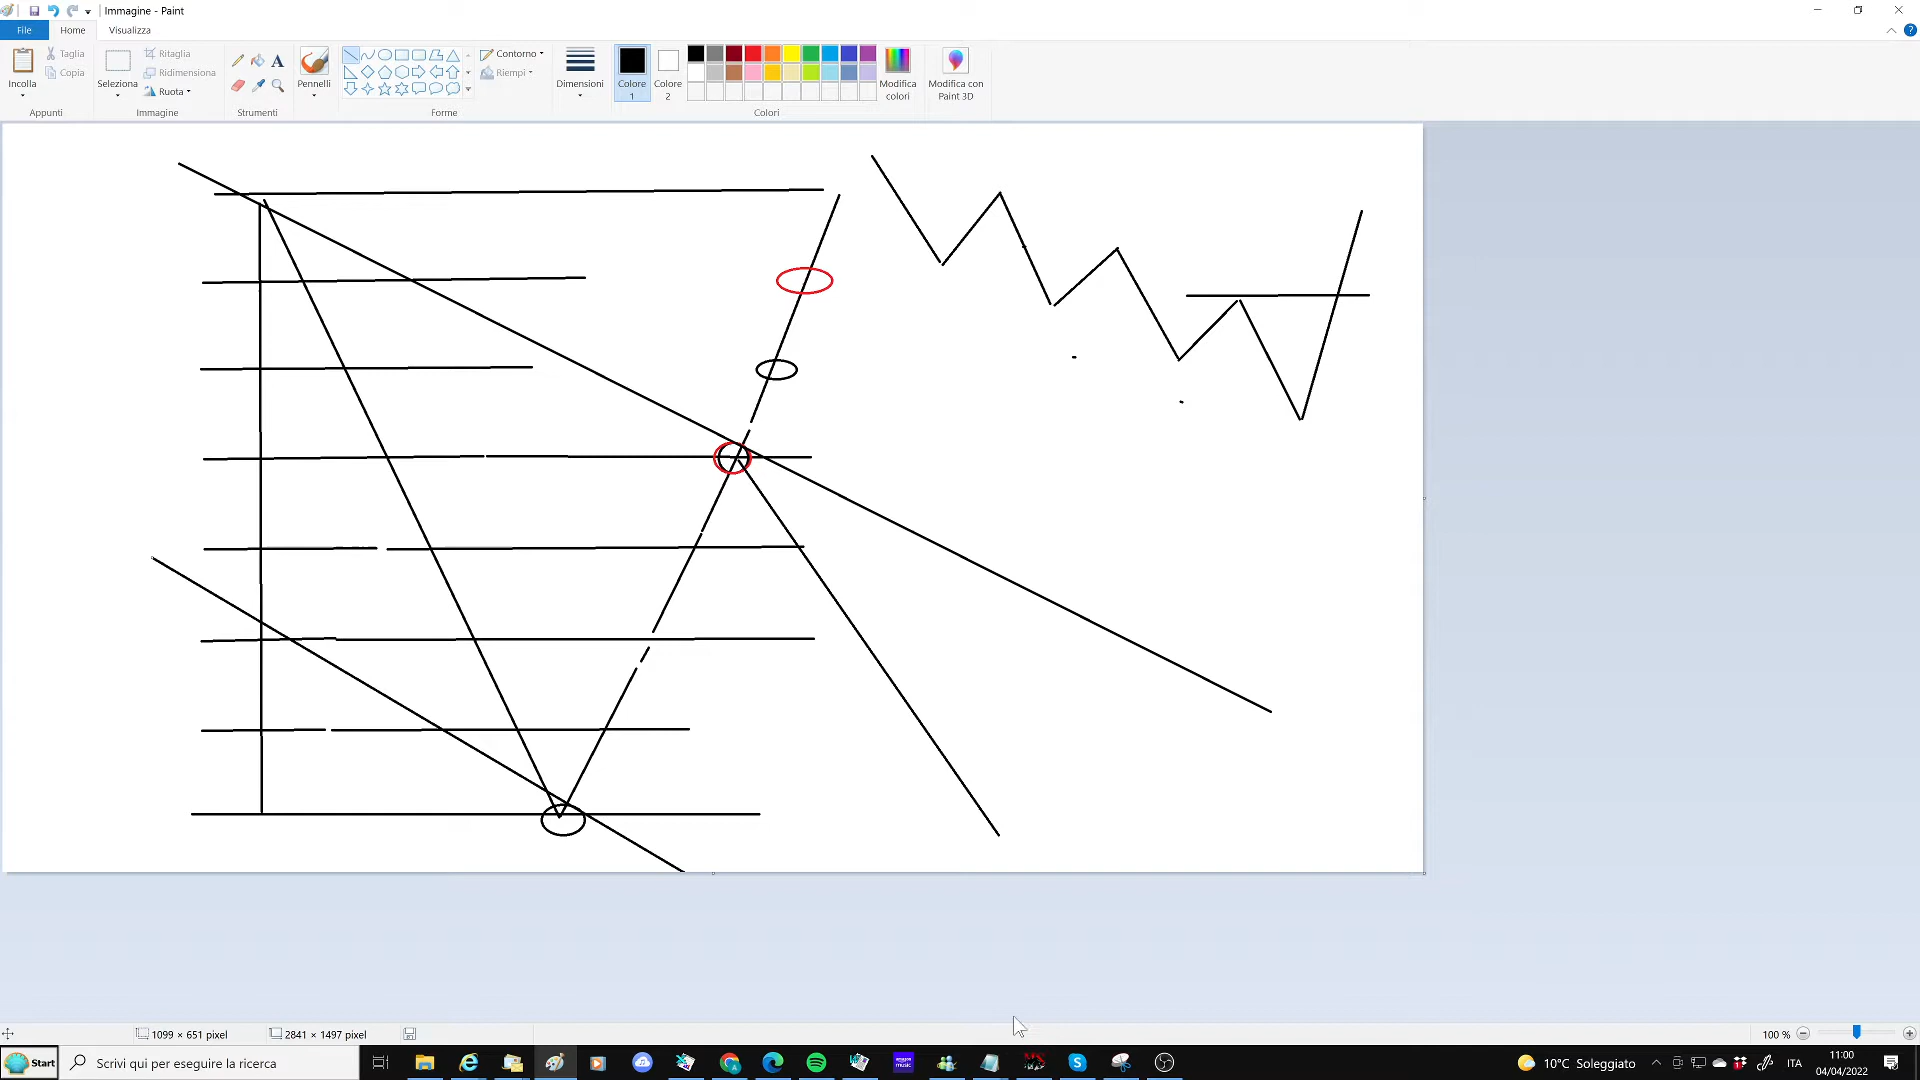 Immagine - Paint
File Home Visualizza
Incolla
Taglia
Copia
Appunti
Seleziona
Ritaglia
Ridimensiona
Ruota
Immagine
A
Strumenti
Pennelli
Forme
Contorno
Riempi
Dimensioni
Colore 1
Colore 2
Colori
Modifica colori
Modifica con Paint 3D
1099 × 651 pixel
2841 × 1497 pixel
100 %
Start
Scrivi qui per eseguire la ricerca
amazon music
10°C Soleggiato
ITA
11:00
04/04/2022